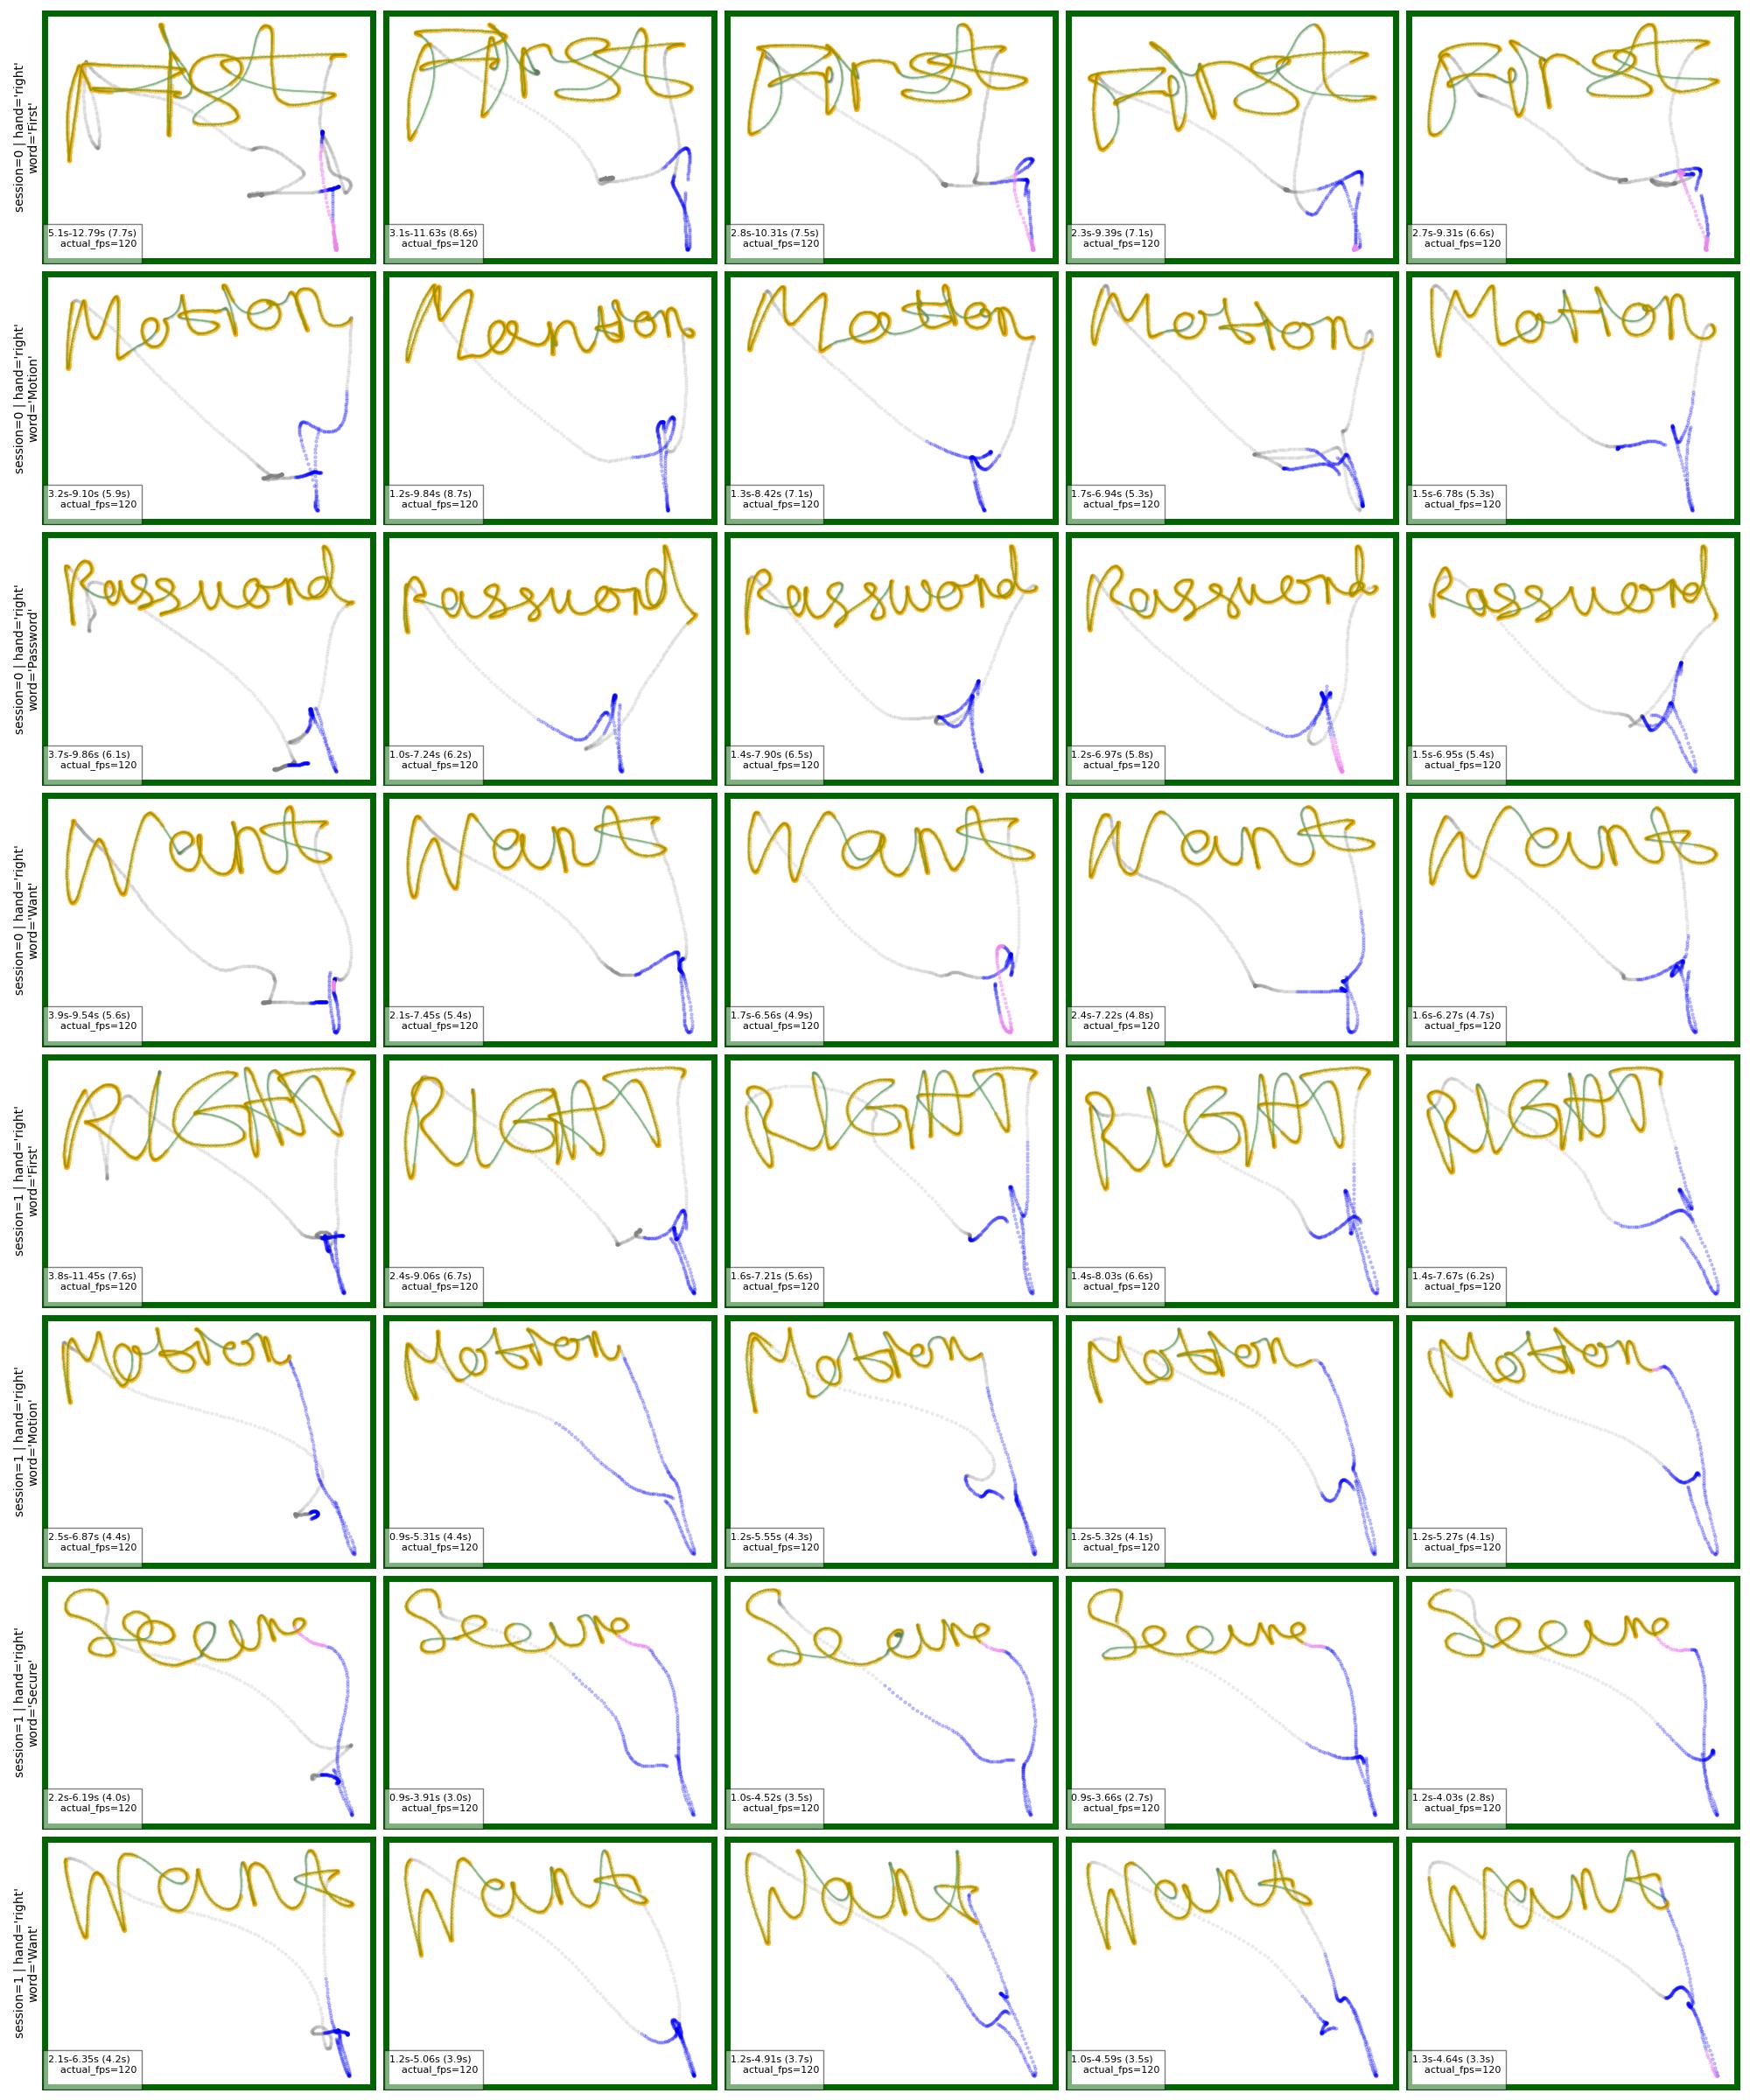 session=0 | hand='right'
word='First'
First First First First First
5.1s-12.79s (7.7s) 3.1s-11.63s (8.6s) 2.8s-10.31s (7.5s) 2.3s-9.39s (7.1s) 2.7s-9.31s (6.6s)
actual_fps=120 actual_fps=120 actual_fps=120 actual_fps=120 actual_fps=120
session=0 | hand='right'
word='Motion'
Motion Motion Motion Motion Motion
3.2s-9.10s (5.9s) 1.2s-9.84s (8.7s) 1.3s-8.42s (7.1s) 1.7s-6.94s (5.3s) 1.5s-6.78s (5.3s)
actual_fps=120 actual_fps=120 actual_fps=120 actual_fps=120 actual_fps=120
session=0 | hand='right'
word='Password'
Password Password Password Password Password
3.7s-9.86s (6.1s) 1.0s-7.24s (6.2s) 1.4s-7.90s (6.5s) 1.2s-6.97s (5.8s) 1.5s-6.95s (5.4s)
actual_fps=120 actual_fps=120 actual_fps=120 actual_fps=120 actual_fps=120
session=0 | hand='right'
word='Want'
Want Want Want Want Want
3.9s-9.54s (5.6s) 2.1s-7.45s (5.4s) 1.7s-6.56s (4.9s) 2.4s-7.22s (4.8s) 1.6s-6.27s (4.7s)
actual_fps=120 actual_fps=120 actual_fps=120 actual_fps=120 actual_fps=120
session=1 | hand='right'
word='First'
RIGHT RIGHT RIGHT RIGHT RIGHT
3.8s-11.45s (7.6s) 2.4s-9.06s (6.7s) 1.6s-7.21s (5.6s) 1.4s-8.03s (6.6s) 1.4s-7.67s (6.2s)
actual_fps=120 actual_fps=120 actual_fps=120 actual_fps=120 actual_fps=120
session=1 | hand='right'
word='Motion'
Motion Motion Motion Motion Motion
2.5s-6.87s (4.4s) 0.9s-5.31s (4.4s) 1.2s-5.55s (4.3s) 1.2s-5.32s (4.1s) 1.2s-5.27s (4.1s)
actual_fps=120 actual_fps=120 actual_fps=120 actual_fps=120 actual_fps=120
session=1 | hand='right'
word='Secure'
Secure Secure Secure Secure Secure
2.2s-6.19s (4.0s) 0.9s-3.91s (3.0s) 1.0s-4.52s (3.5s) 0.9s-3.66s (2.7s) 1.2s-4.03s (2.8s)
actual_fps=120 actual_fps=120 actual_fps=120 actual_fps=120 actual_fps=120
session=1 | hand='right'
word='Want'
Want Want Want Want Want
2.1s-6.35s (4.2s) 1.2s-5.06s (3.9s) 1.2s-4.91s (3.7s) 1.0s-4.59s (3.5s) 1.3s-4.64s (3.3s)
actual_fps=120 actual_fps=120 actual_fps=120 actual_fps=120 actual_fps=120